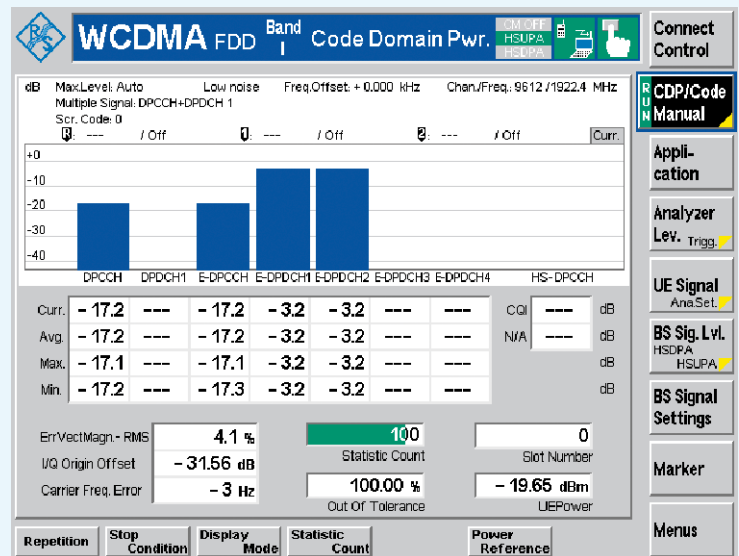 R&S
WCDMA FDD Band I Code Domain Pwr.
CM OFF
HSUPA
HSDPA
Connect Control
dB Max.Level: Auto Low noise Freq.Offset: + 0.000 kHz Chan./Freq.: 9612 /1922.4 MHz
Multiple Signal: DPCCH+DPDCH 1
Scr. Code: 0
R: --- / Off 1: --- / Off 2: --- / Off Curr.
RUN CDP/Code Manual
+0
-10
-20
-30
-40
DPCCH DPDCH1 E-DPCCH E-DPDCH1 E-DPDCH2 E-DPDCH3 E-DPDCH4 HS-DPCCH
Appli-
cation
Analyzer
Lev. Trigg.
UE Signal
Ana.Set.
Curr. - 17.2 --- - 17.2 - 3.2 - 3.2 --- --- CQI --- dB
Avg. - 17.2 --- - 17.2 - 3.2 - 3.2 --- --- N/A --- dB
Max. - 17.1 --- - 17.1 - 3.2 - 3.2 --- --- dB
Min. - 17.2 --- - 17.3 - 3.2 - 3.2 --- --- dB
BS Sig. Lvl.
HSDPA
HSUPA
BS Signal
Settings
ErrVectMagn.- RMS 4.1 %
I/Q Origin Offset - 31.56 dB
Carrier Freq. Error - 3 Hz
100
Statistic Count
100.00 %
Out Of Tolerance
0
Slot Number
- 19.65 dBm
UEPower
Marker
Menus
Repetition
Stop
Condition
Display
Mode
Statistic
Count
Power
Reference